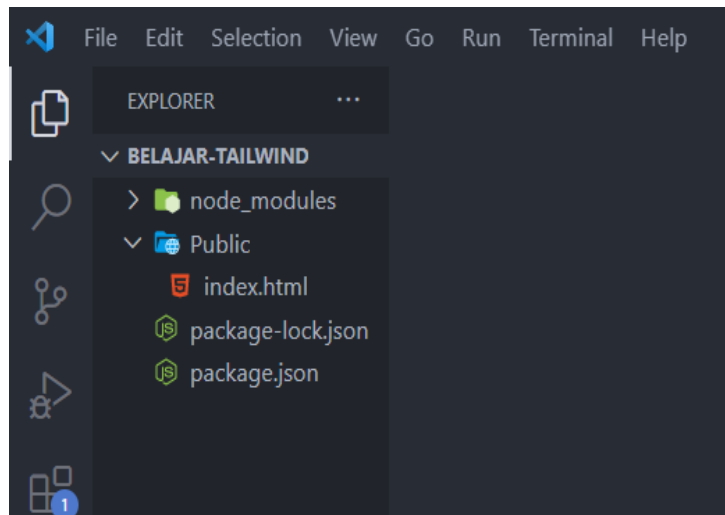 File Edit Selection View Go Run Terminal Help
EXPLORER ...
BELAJAR-TAILWIND
node_modules
Public
index.html
package-lock.json
package.json
1